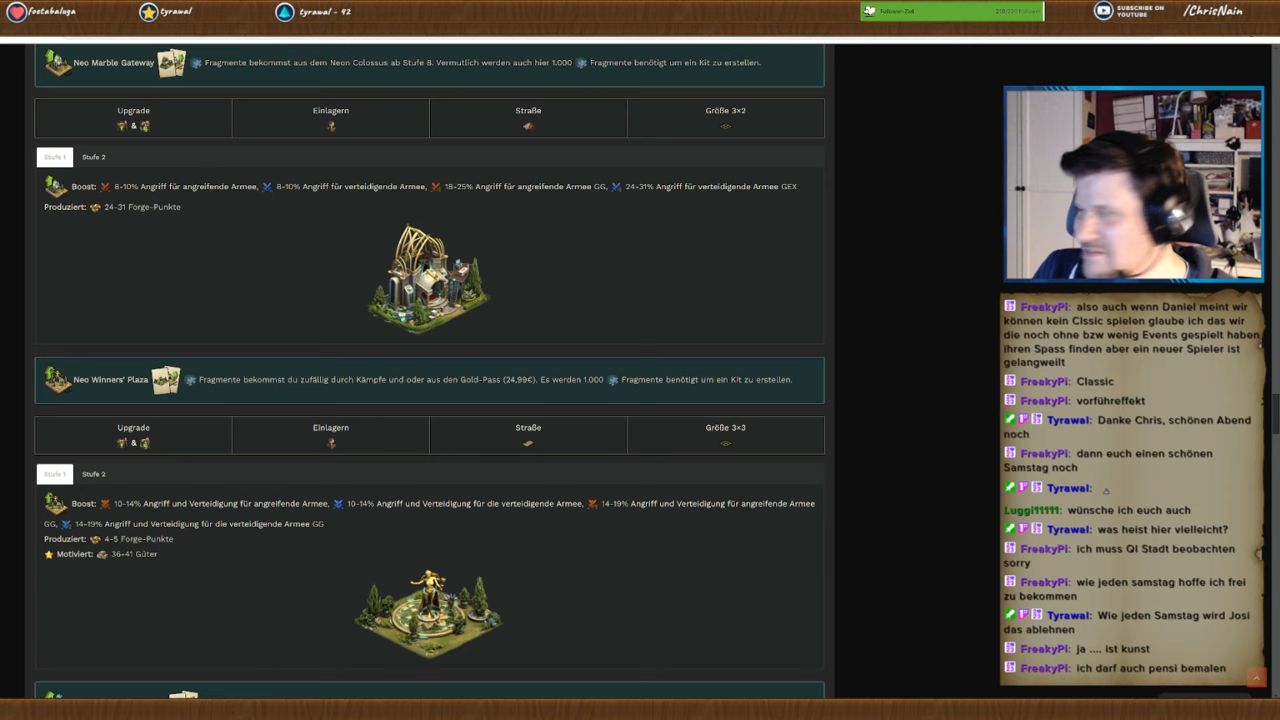 foetabaluga
tyrawal
tyrawal - 42
Follower-Ziel
SUBSCRIBE ON
YOUTUBE
/ChrisNain
Neo Marble Gateway
Fragmente bekommst aus dem Neon Colossus ab Stufe 8. Vermutlich werden auch hier 1.000 Fragmente benötigt um ein Kit zu erstellen.
Upgrade
&
Einlagern
Straße
Größe 3×2
Stufe 1 Stufe 2
Boost: 8-10% Angriff für angreifende Armee, 8-10% Angriff für verteidigende Armee, 18-25% Angriff für angreifende Armee GG, 24-31% Angriff für verteidigende Armee GEX
Produziert: 24-31 Forge-Punkte
Neo Winners' Plaza
Fragmente bekommst du zufällig durch Kämpfe und oder aus den Gold-Pass (24,99€). Es werden 1.000 Fragmente benötigt um ein Kit zu erstellen.
Upgrade
&
Einlagern
Straße
Größe 3×3
Stufe 1 Stufe 2
Boost: 10-14% Angriff und Verteidigung für angreifende Armee, 10-14% Angriff und Verteidigung für die verteidigende Armee, 14-19% Angriff und Verteidigung für angreifende Armee
GG, 14-19% Angriff und Verteidigung für die verteidigende Armee GG
Produziert: 4-5 Forge-Punkte
Motiviert: 36-41 Güter
FreakyPi: also auch wenn Daniel meint wir
können kein Clssic spielen glaube ich das wir
die noch ohne bzw wenig Events gespielt haben
ihren Spass finden aber ein neuer Spieler ist
gelangweilt
FreakyPi: Classic
FreakyPi: vorführeffekt
Tyrawal: Danke Chris, schönen Abend
noch
FreakyPi: dann euch einen schönen
Samstag noch
Tyrawal:
Luggi11111: wünsche ich euch auch
Tyrawal: was heist hier vielleicht?
FreakyPi: ich muss QI Stadt beobachten
sorry
FreakyPi: wie jeden samstag hoffe ich frei
zu bekommen
Tyrawal: Wie jeden Samstag wird Josi
das ablehnen
FreakyPi: ja .... ist kunst
FreakyPi: ich darf auch pensi bemalen